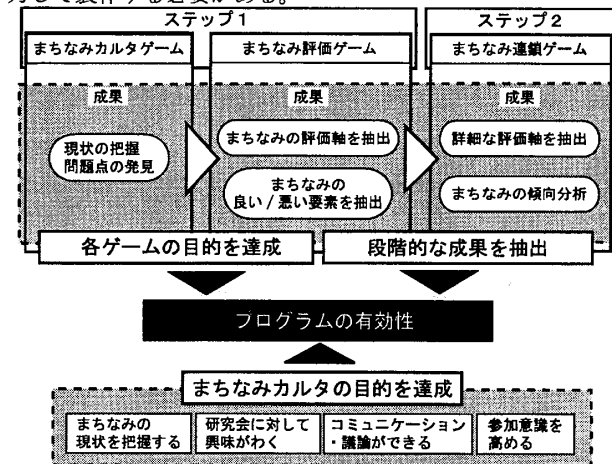 力して製作する必要がある。
ステップ1
ステップ2
まちなみカルタゲーム
まちなみ評価ゲーム
まちなみ連鎖ゲーム
成果
成果
成果
現状の把握
問題点の発見
まちなみの評価軸を抽出
まちなみの
良い/悪い要素を抽出
詳細な評価軸を抽出
まちなみの傾向分析
各ゲームの目的を達成
段階的な成果を抽出
プログラムの有効性
まちなみカルタの目的を達成
まちなみの
現状を把握する
研究会に対して
興味がわく
コミュニケーション
・議論ができる
参加意識を
高める